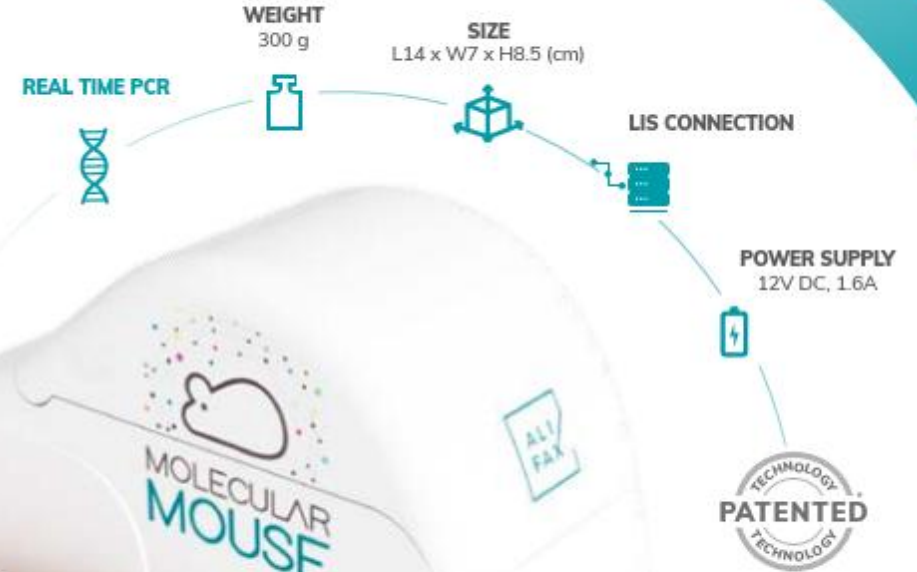 WEIGHT
300 g
SIZE
L14 x W7 x H8.5 (cm)
REAL TIME PCR
LIS CONNECTION
POWER SUPPLY
12V DC, 1.6A
MOLECULAR
MOUSE
ALI
FAX
TECHNOLOGY
PATENTED
TECHNOLOGY